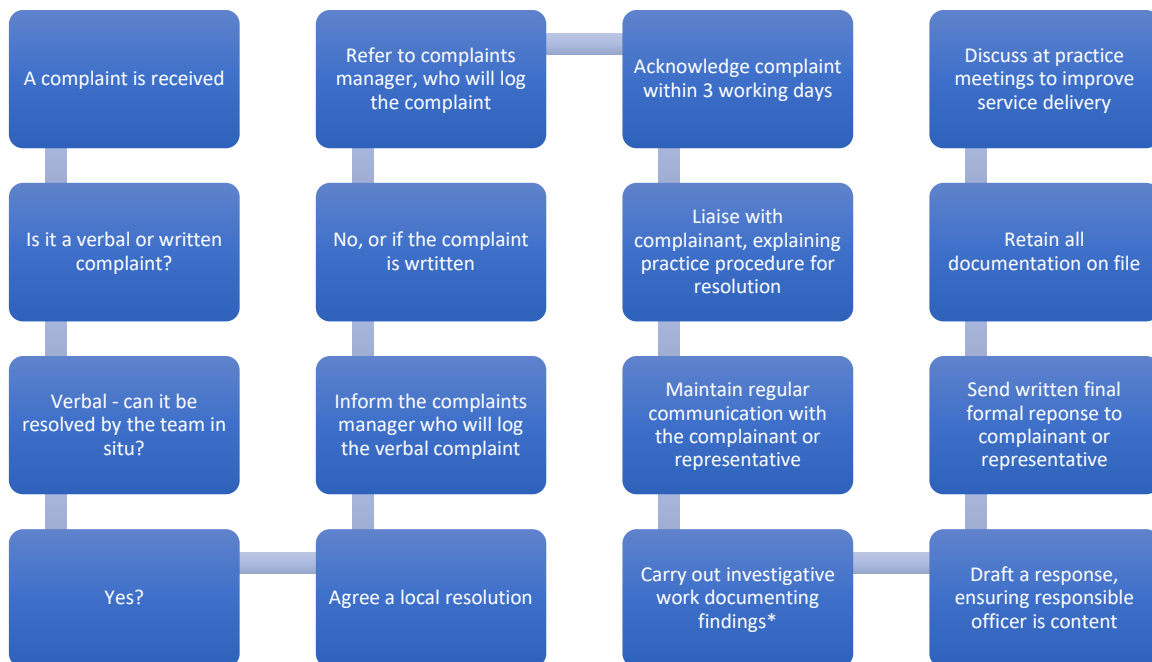 A complaint is received
Is it a verbal or written
complaint?
Verbal - can it be
resolved by the team in
situ?
Yes?
Agree a local resolution
Inform the complaints
manager who will log
the verbal complaint
No, or if the complaint
is wrtitten
Refer to complaints
manager, who will log
the complaint
Acknowledge complaint
within 3 working days
Liaise with
complainant, explaining
practice procedure for
resolution
Maintain regular
communication with
the complainant or
representative
Carry out investigative
work documenting
findings*
Draft a response,
ensuring responsible
officer is content
Send written final
formal reponse to
complainant or
representative
Retain all
documentation on file
Discuss at practice
meetings to improve
service delivery